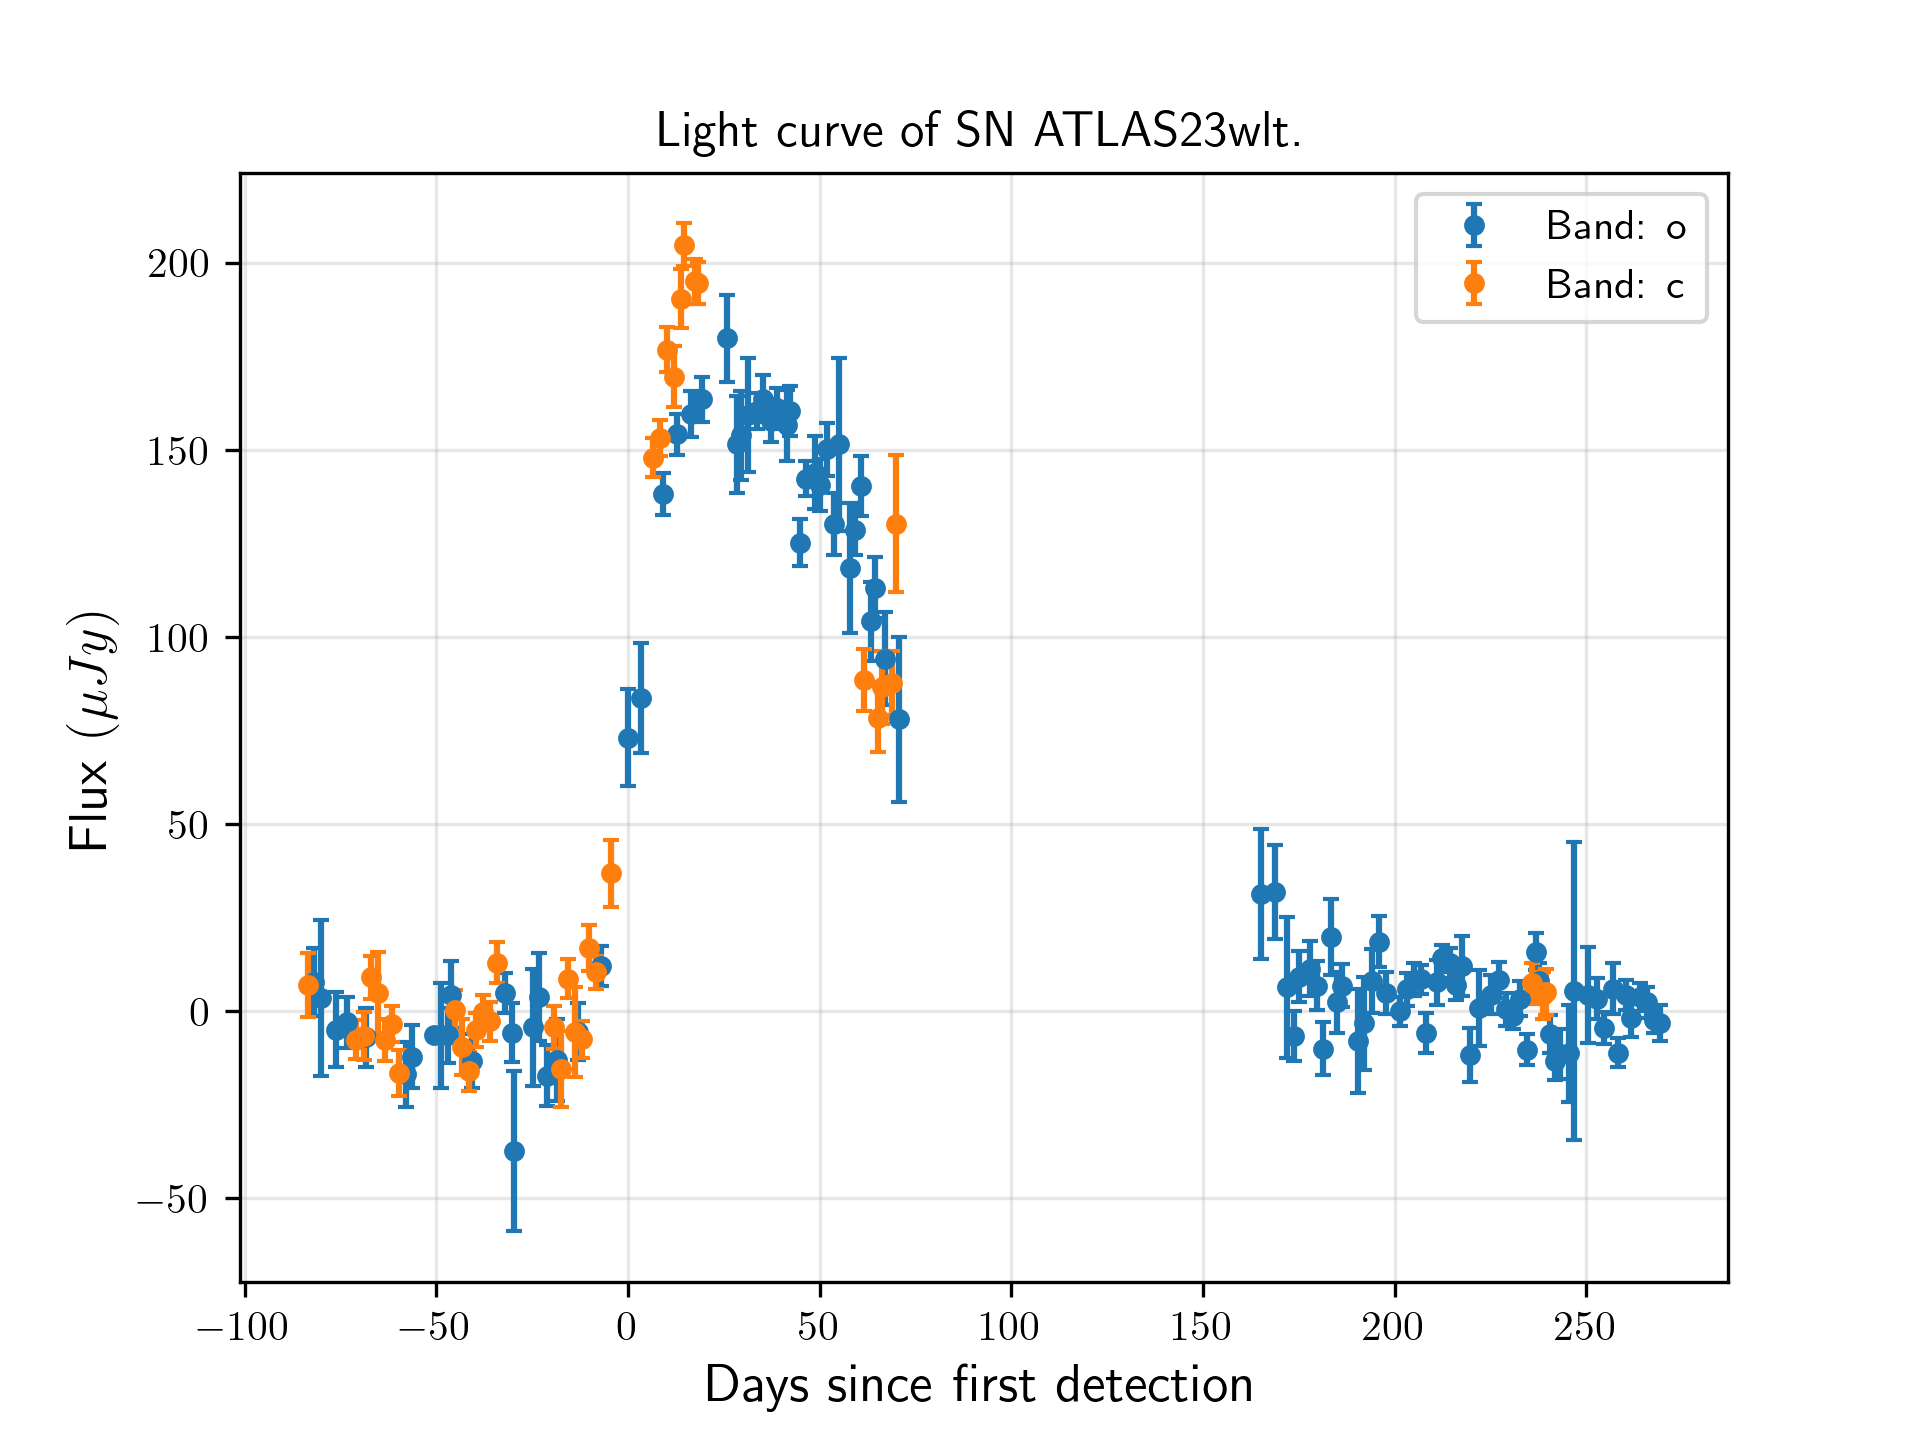 Light curve of SN ATLAS23wlt.
Band: o
Band: c
200
150
100
50
0
−50
Flux (μJy)
−100 −50 0 50 100 150 200 250
Days since first detection